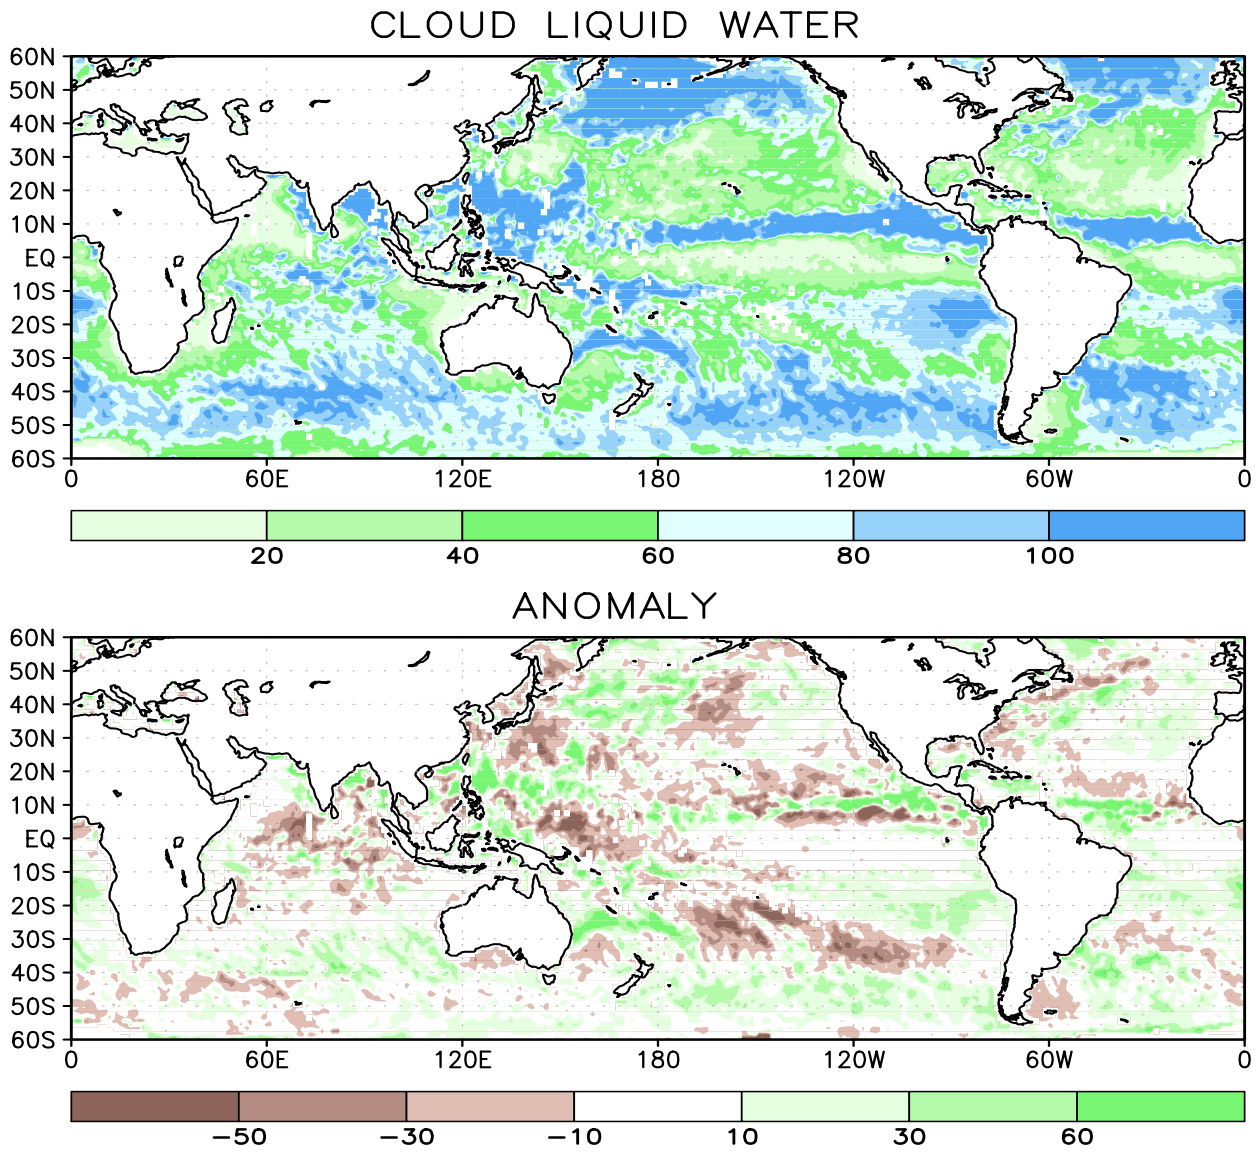 CLOUD LIQUID WATER
60N
50N
40N
30N
20N
10N
EQ
10S
20S
30S
40S
50S
60S
0 60E 120E 180 120W 60W 0
20 40 60 80 100
ANOMALY
60N
50N
40N
30N
20N
10N
EQ
10S
20S
30S
40S
50S
60S
0 60E 120E 180 120W 60W 0
−50 −30 −10 10 30 60